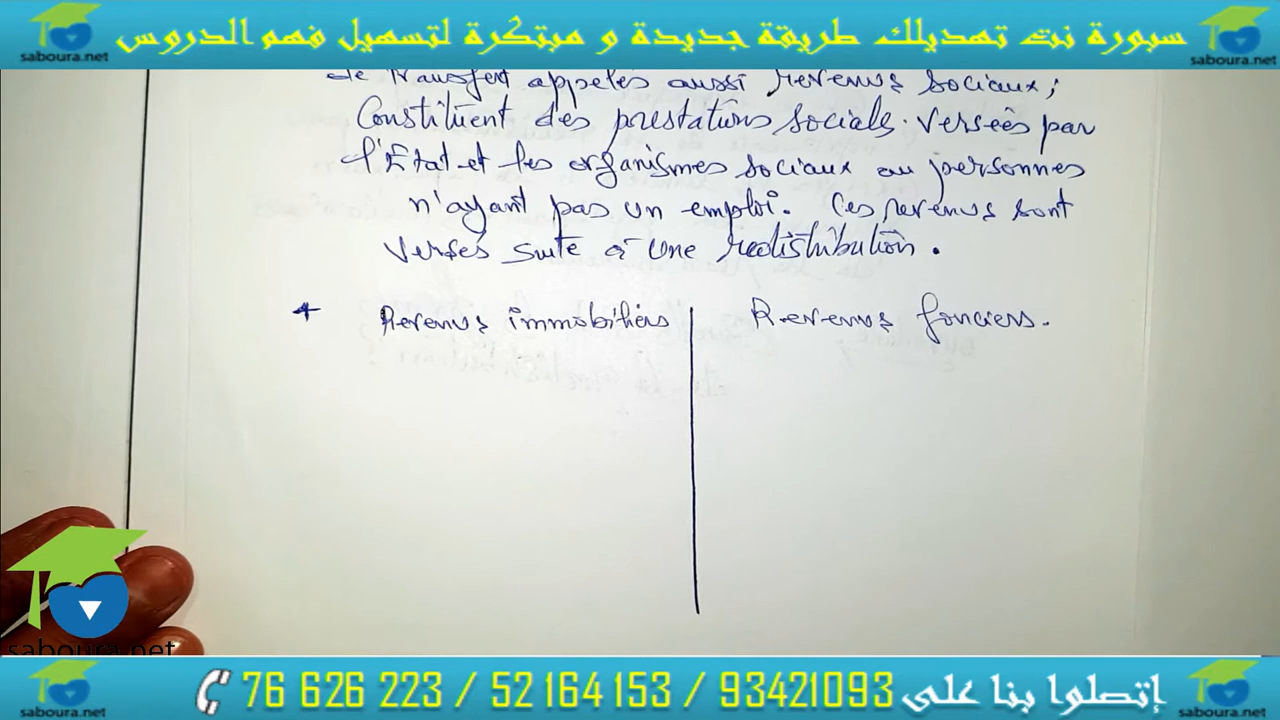 سبورة نت تهديلك طريقة جديدة و مبتكرة لتسهيل فهم الدروس
saboura.net
saboura.net
de transfert appelés aussi revenus sociaux;
Constituent des prestations sociales. Versées par
l'État et les organismes sociaux au personnes
n'ayant pas un emploi. Ces revenus sont
versés suite à une redistribution.
+ Revenus immobiliers
Revenus fonciers.
saboura.net
saboura.net
76 626 223 / 52 164 153 / 93421093 إتصلوا بنا على
saboura.net